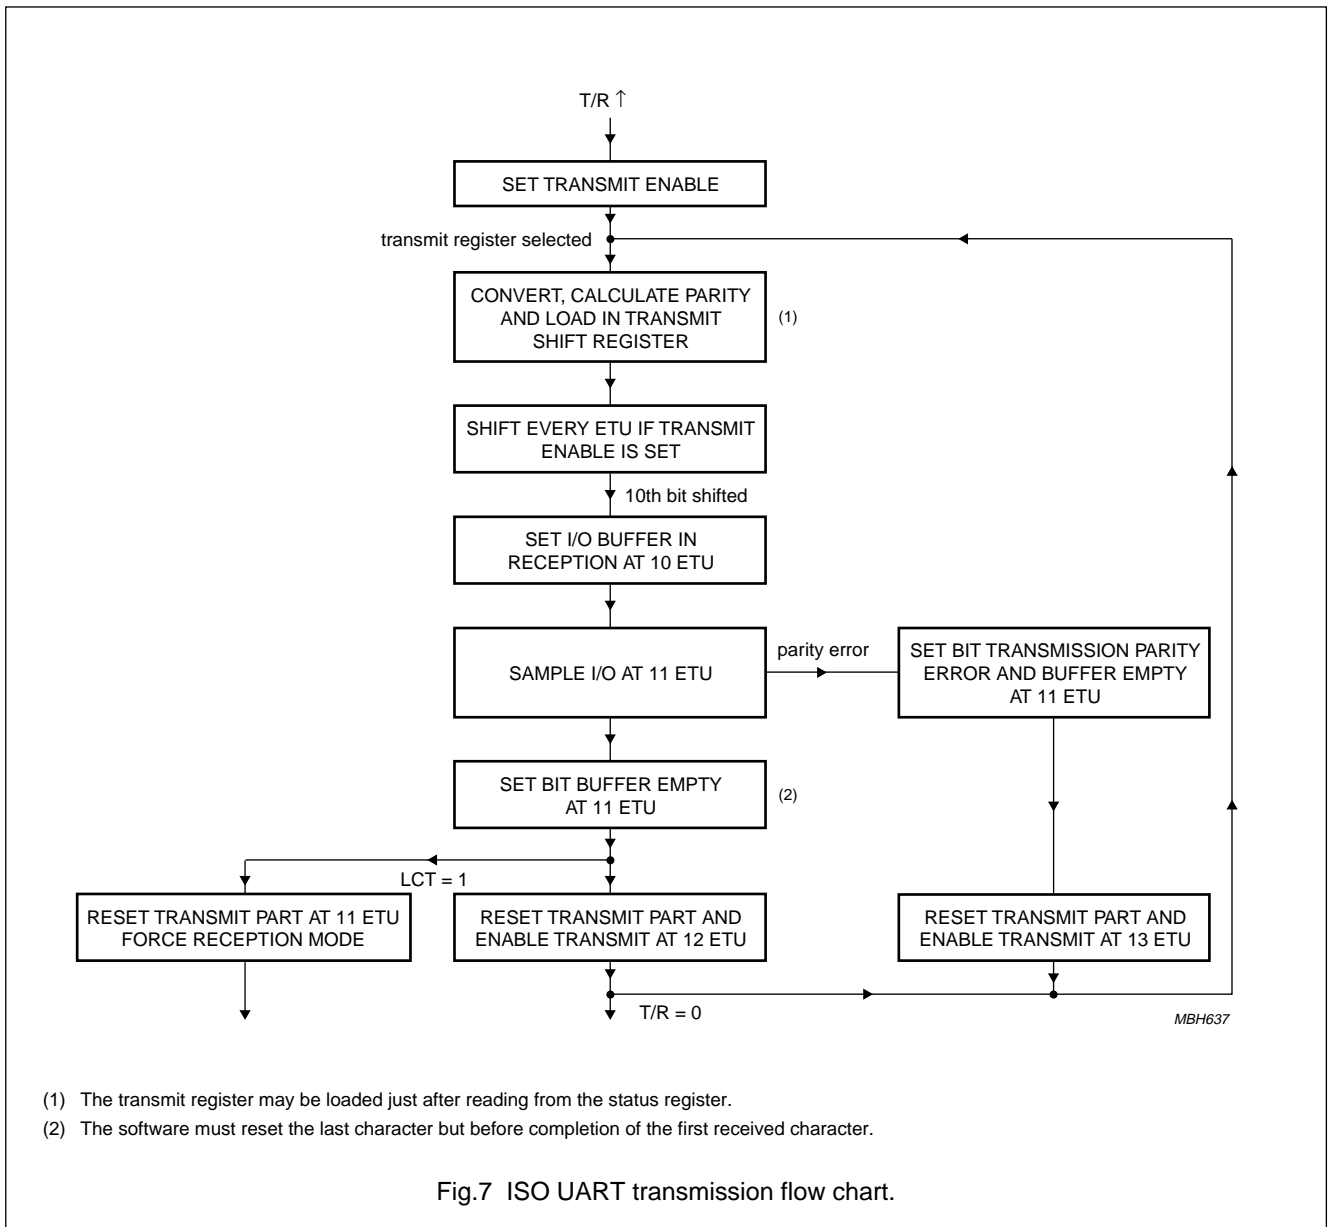 T/R ↑
SET TRANSMIT ENABLE
transmit register selected
CONVERT, CALCULATE PARITY
AND LOAD IN TRANSMIT
SHIFT REGISTER
(1)
SHIFT EVERY ETU IF TRANSMIT
ENABLE IS SET
10th bit shifted
SET I/O BUFFER IN
RECEPTION AT 10 ETU
SAMPLE I/O AT 11 ETU
parity error
SET BIT TRANSMISSION PARITY
ERROR AND BUFFER EMPTY
AT 11 ETU
SET BIT BUFFER EMPTY
AT 11 ETU
(2)
LCT = 1
RESET TRANSMIT PART AT 11 ETU
FORCE RECEPTION MODE
RESET TRANSMIT PART AND
ENABLE TRANSMIT AT 12 ETU
RESET TRANSMIT PART AND
ENABLE TRANSMIT AT 13 ETU
T/R = 0
MBH637
(1) The transmit register may be loaded just after reading from the status register.
(2) The software must reset the last character but before completion of the first received character.
Fig.7 ISO UART transmission flow chart.